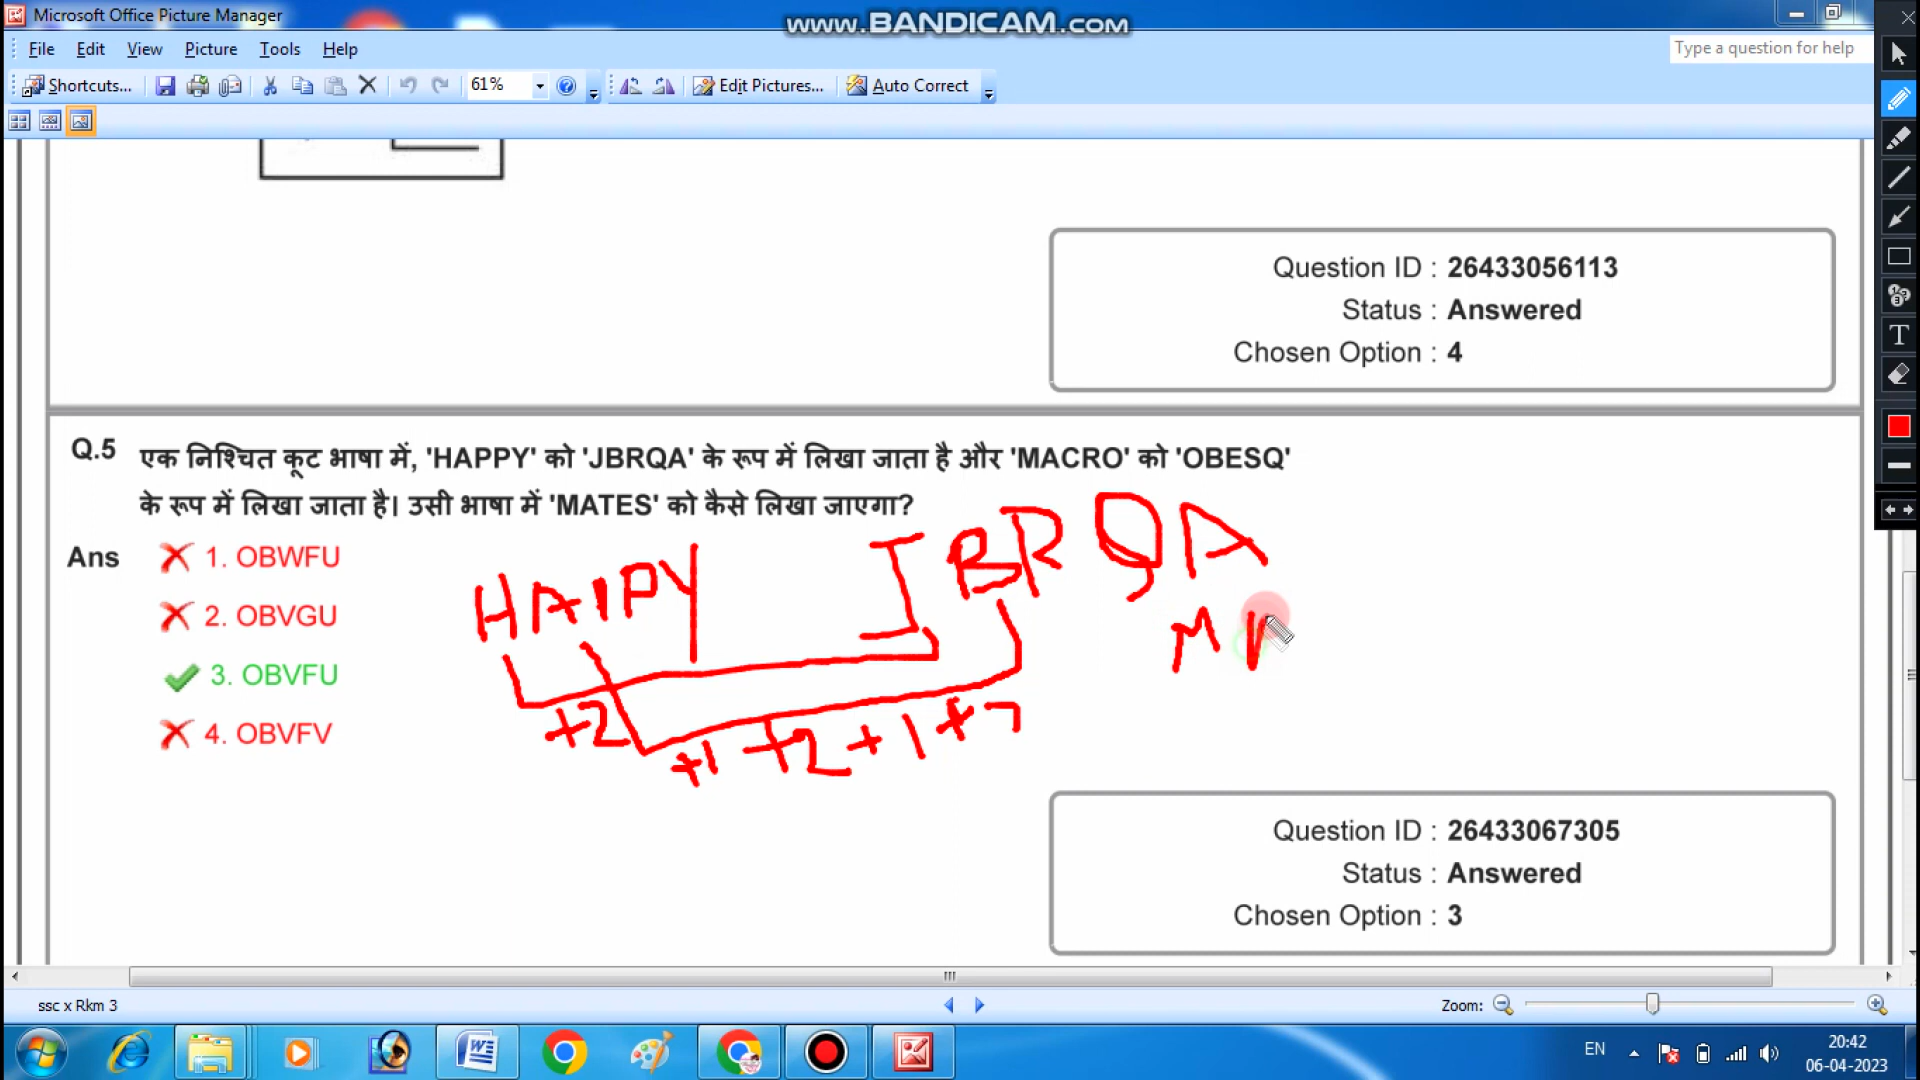 Microsoft Office Picture Manager
www.BANDICAM.com
File Edit View Picture Tools Help
Type a question for help
Shortcuts... 61% Edit Pictures... Auto Correct
Question ID : 26433056113
Status : Answered
Chosen Option : 4
Q.5 एक निश्चित कूट भाषा में, 'HAPPY' को 'JBRQA' के रूप में लिखा जाता है और 'MACRO' को 'OBESQ'
के रूप में लिखा जाता है। उसी भाषा में 'MATES' को कैसे लिखा जाएगा?
Ans
1. OBWFU
2. OBVGU
3. OBVFU
4. OBVFV
JBRQA
M
+2
+1 +2 +1
Question ID : 26433067305
Status : Answered
Chosen Option : 3
ssc x Rkm 3
Zoom:
EN
20:42
06-04-2023